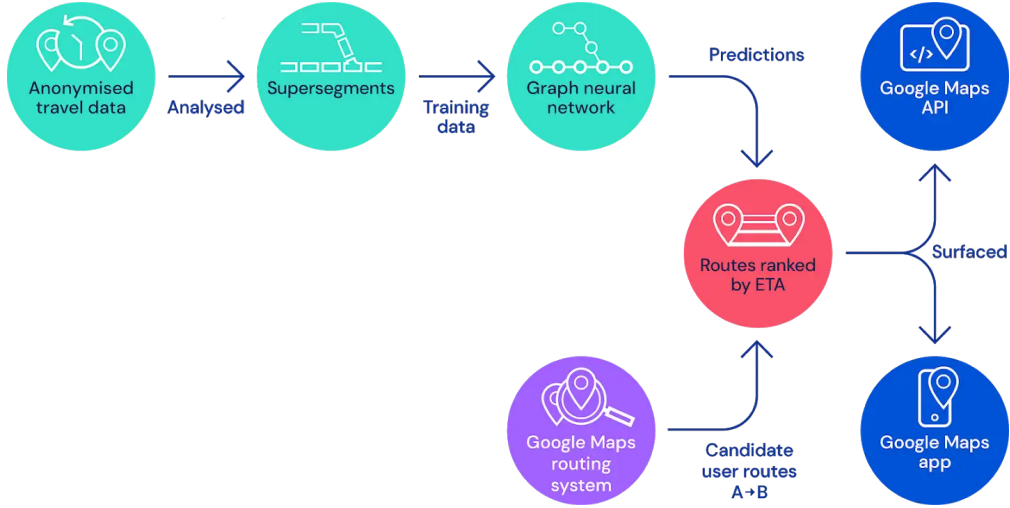 Anonymised
travel data
Analysed
Supersegments
Training
data
Graph neural
network
Predictions
</>
Google Maps
API
Routes ranked
by ETA
Surfaced
Google Maps
routing
system
Candidate
user routes
A→B
Google Maps
app